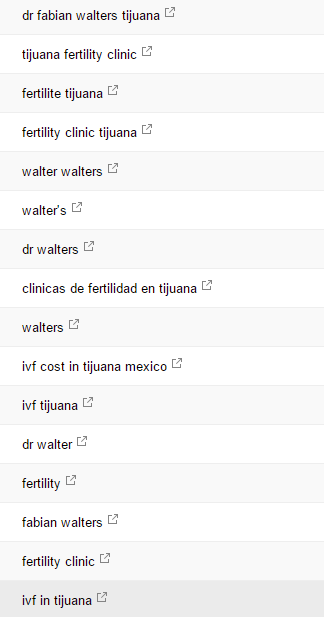 dr fabian walters tijuana
tijuana fertility clinic
fertilite tijuana
fertility clinic tijuana
walter walters
walter's
dr walters
clinicas de fertilidad en tijuana
walters
ivf cost in tijuana mexico
ivf tijuana
dr walter
fertility
fabian walters
fertility clinic
ivf in tijuana